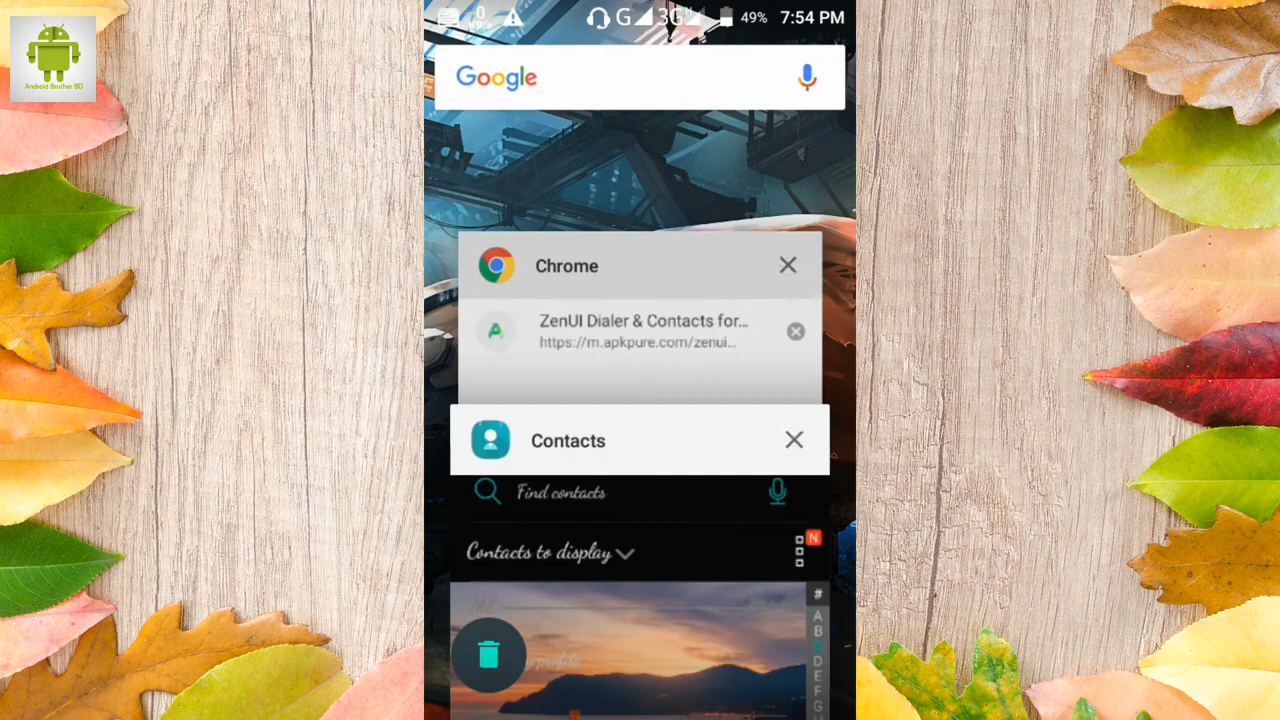 Android Brother BD
0
KB/s
G
3G
H
49%
7:54 PM
Google
Chrome
ZenUI Dialer & Contacts for...
https://m.apkpure.com/zenui...
Contacts
Find contacts
Contacts to display
N
#
A
B
C
D
E
F
G